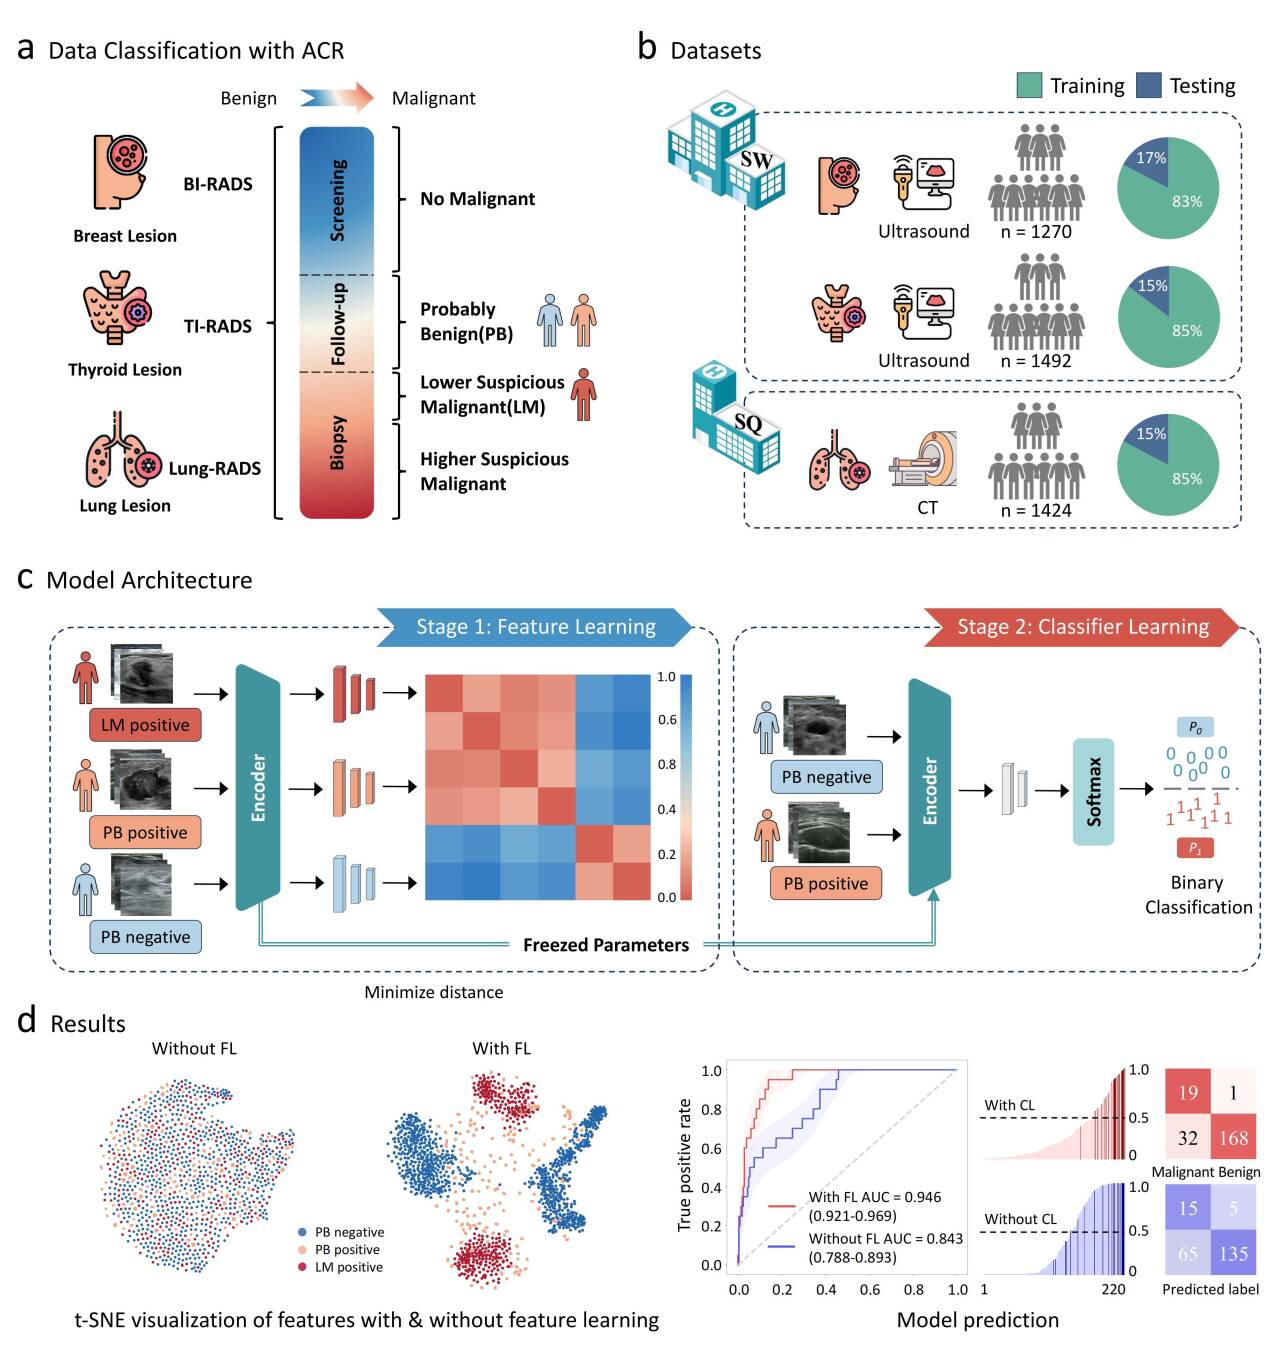 a Data Classification with ACR
Benign
Malignant
Breast Lesion
BI-RADS
Thyroid Lesion
TI-RADS
Lung-RADS
Lung Lesion
Screening
Follow-up
Biopsy
No Malignant
Probably
Benign(PB)
Lower Suspicious
Malignant(LM)
Higher Suspicious
Malignant
b Datasets
Training
Testing
H
SW
Ultrasound
n = 1270
17%
83%
Ultrasound
n = 1492
15%
85%
H
SQ
CT
n = 1424
15%
85%
c Model Architecture
Stage 1: Feature Learning
LM positive
PB positive
PB negative
Encoder
1.0
0.6
0.8
0.4
0.2
0.0
Freezed Parameters
Stage 2: Classifier Learning
PB negative
PB positive
Encoder
Softmax
P0
0 0 0 0
0 0 0 0
1 1 1 1
1 1 1 1
P1
Binary
Classification
Minimize distance
d Results
Without FL
With FL
PB negative
PB positive
LM positive
t-SNE visualization of features with & without feature learning
True positive rate
1.0
0.8
0.6
0.4
0.2
0.0
0.0 0.2 0.4 0.6 0.8 1.0
With FL AUC = 0.946
(0.921-0.969)
Without FL AUC = 0.843
(0.788-0.893)
With CL
1.0
0.5
0
19 1
32 168
Malignant Benign
Without CL
1.0
0.5
0
1 220
15 5
65 135
Predicted label
Model prediction